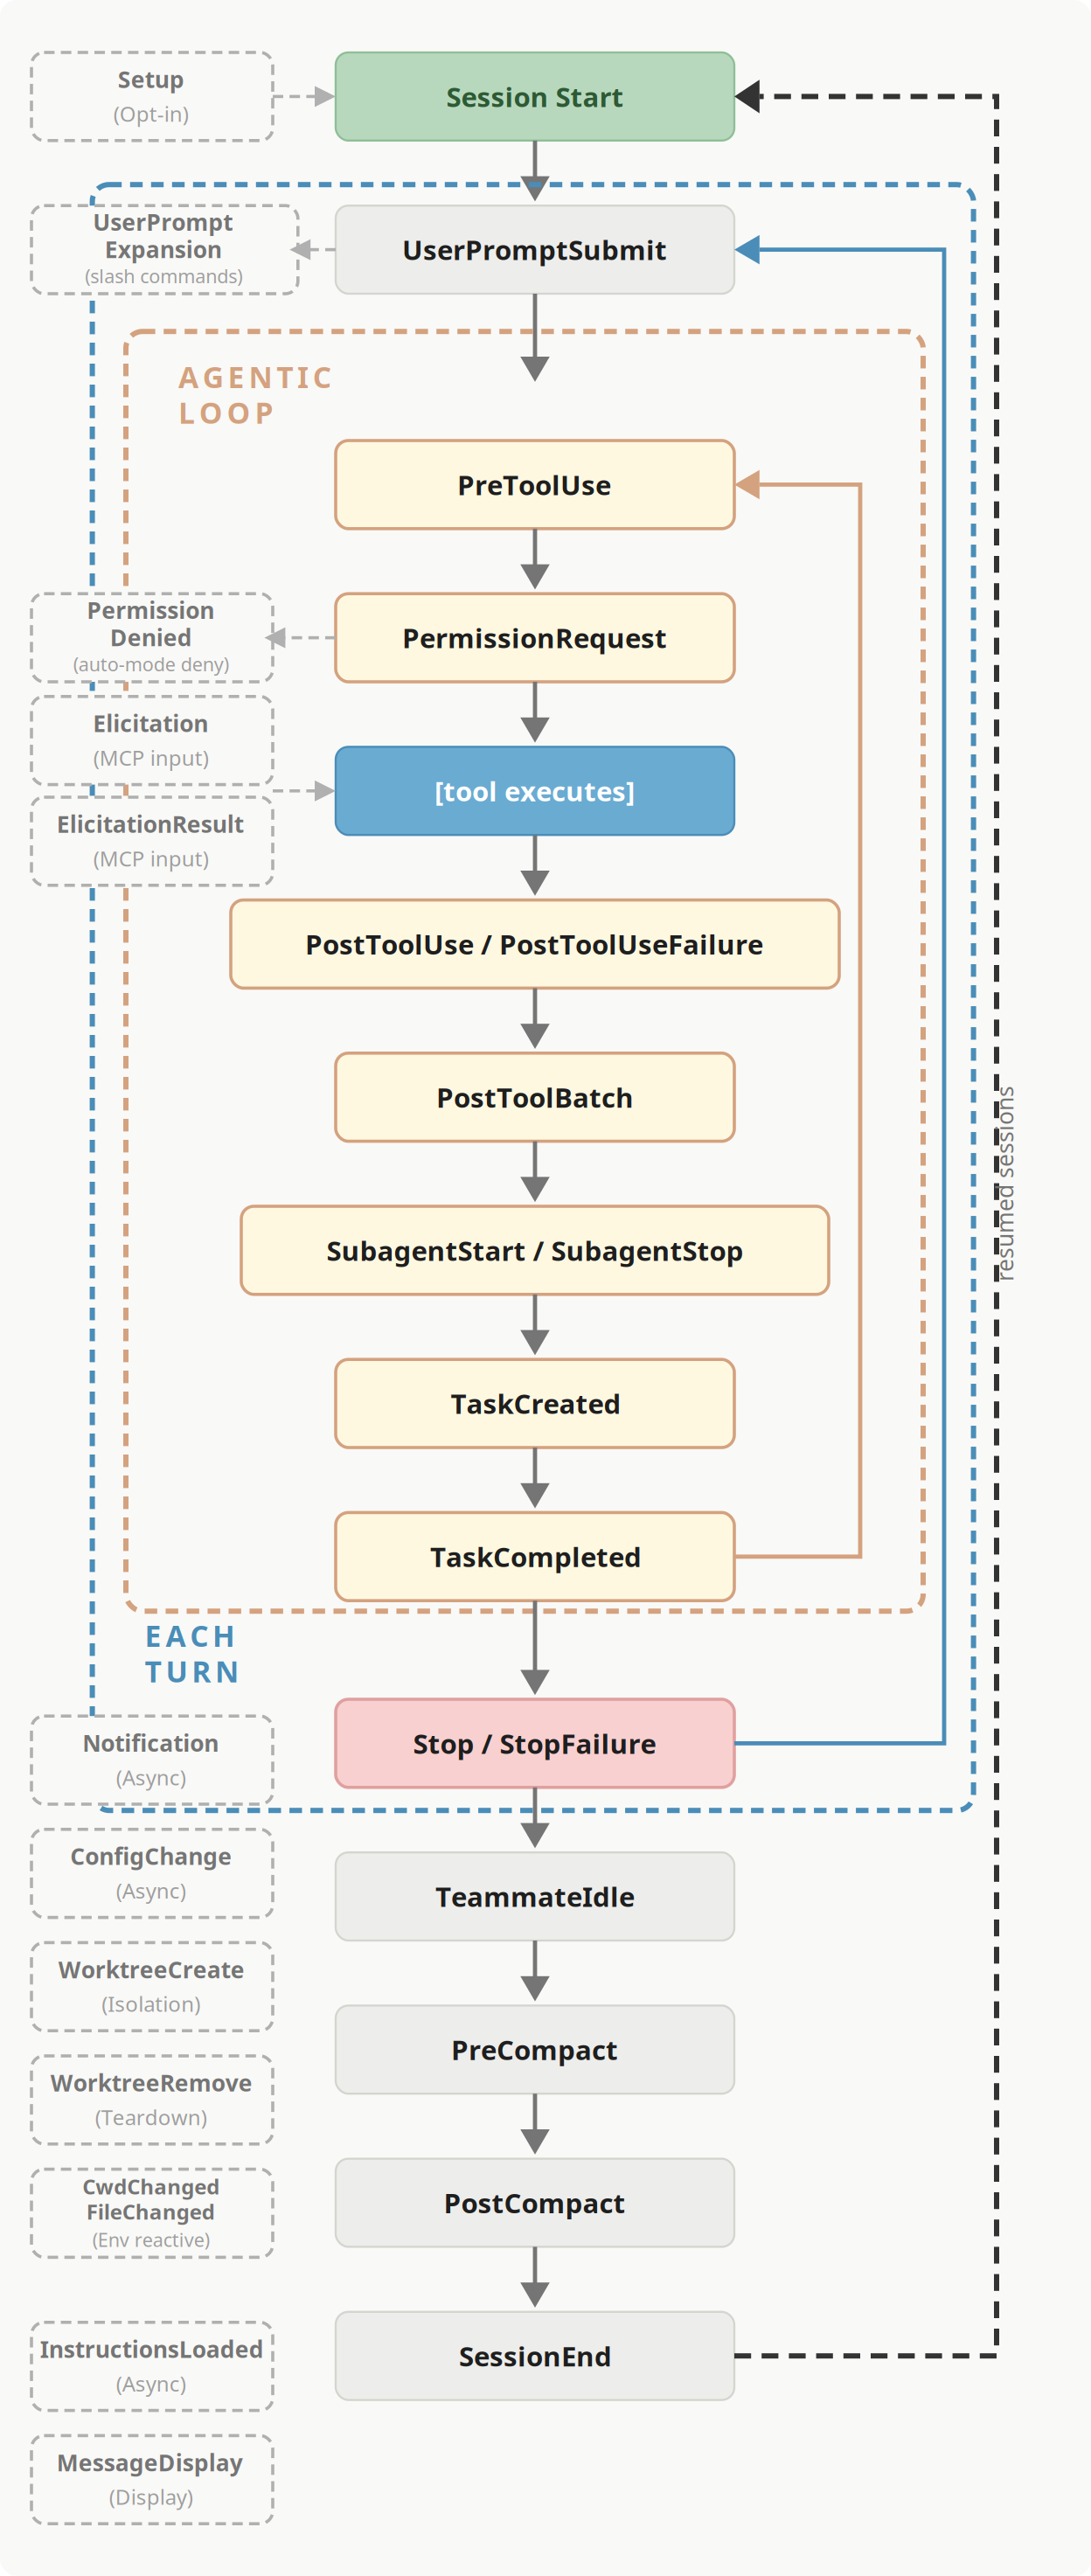 Setup
(Opt-in)
Session Start
UserPrompt
Expansion
(slash commands)
UserPromptSubmit
AGENTIC
LOOP
PreToolUse
Permission
Denied
(auto-mode deny)
PermissionRequest
Elicitation
(MCP input)
[tool executes]
ElicitationResult
(MCP input)
PostToolUse / PostToolUseFailure
PostToolBatch
resumed sessions
SubagentStart / SubagentStop
TaskCreated
TaskCompleted
EACH
TURN
Notification
(Async)
Stop / StopFailure
ConfigChange
(Async)
TeammateIdle
WorktreeCreate
(Isolation)
PreCompact
WorktreeRemove
(Teardown)
CwdChanged
FileChanged
(Env reactive)
PostCompact
InstructionsLoaded
(Async)
SessionEnd
MessageDisplay
(Display)